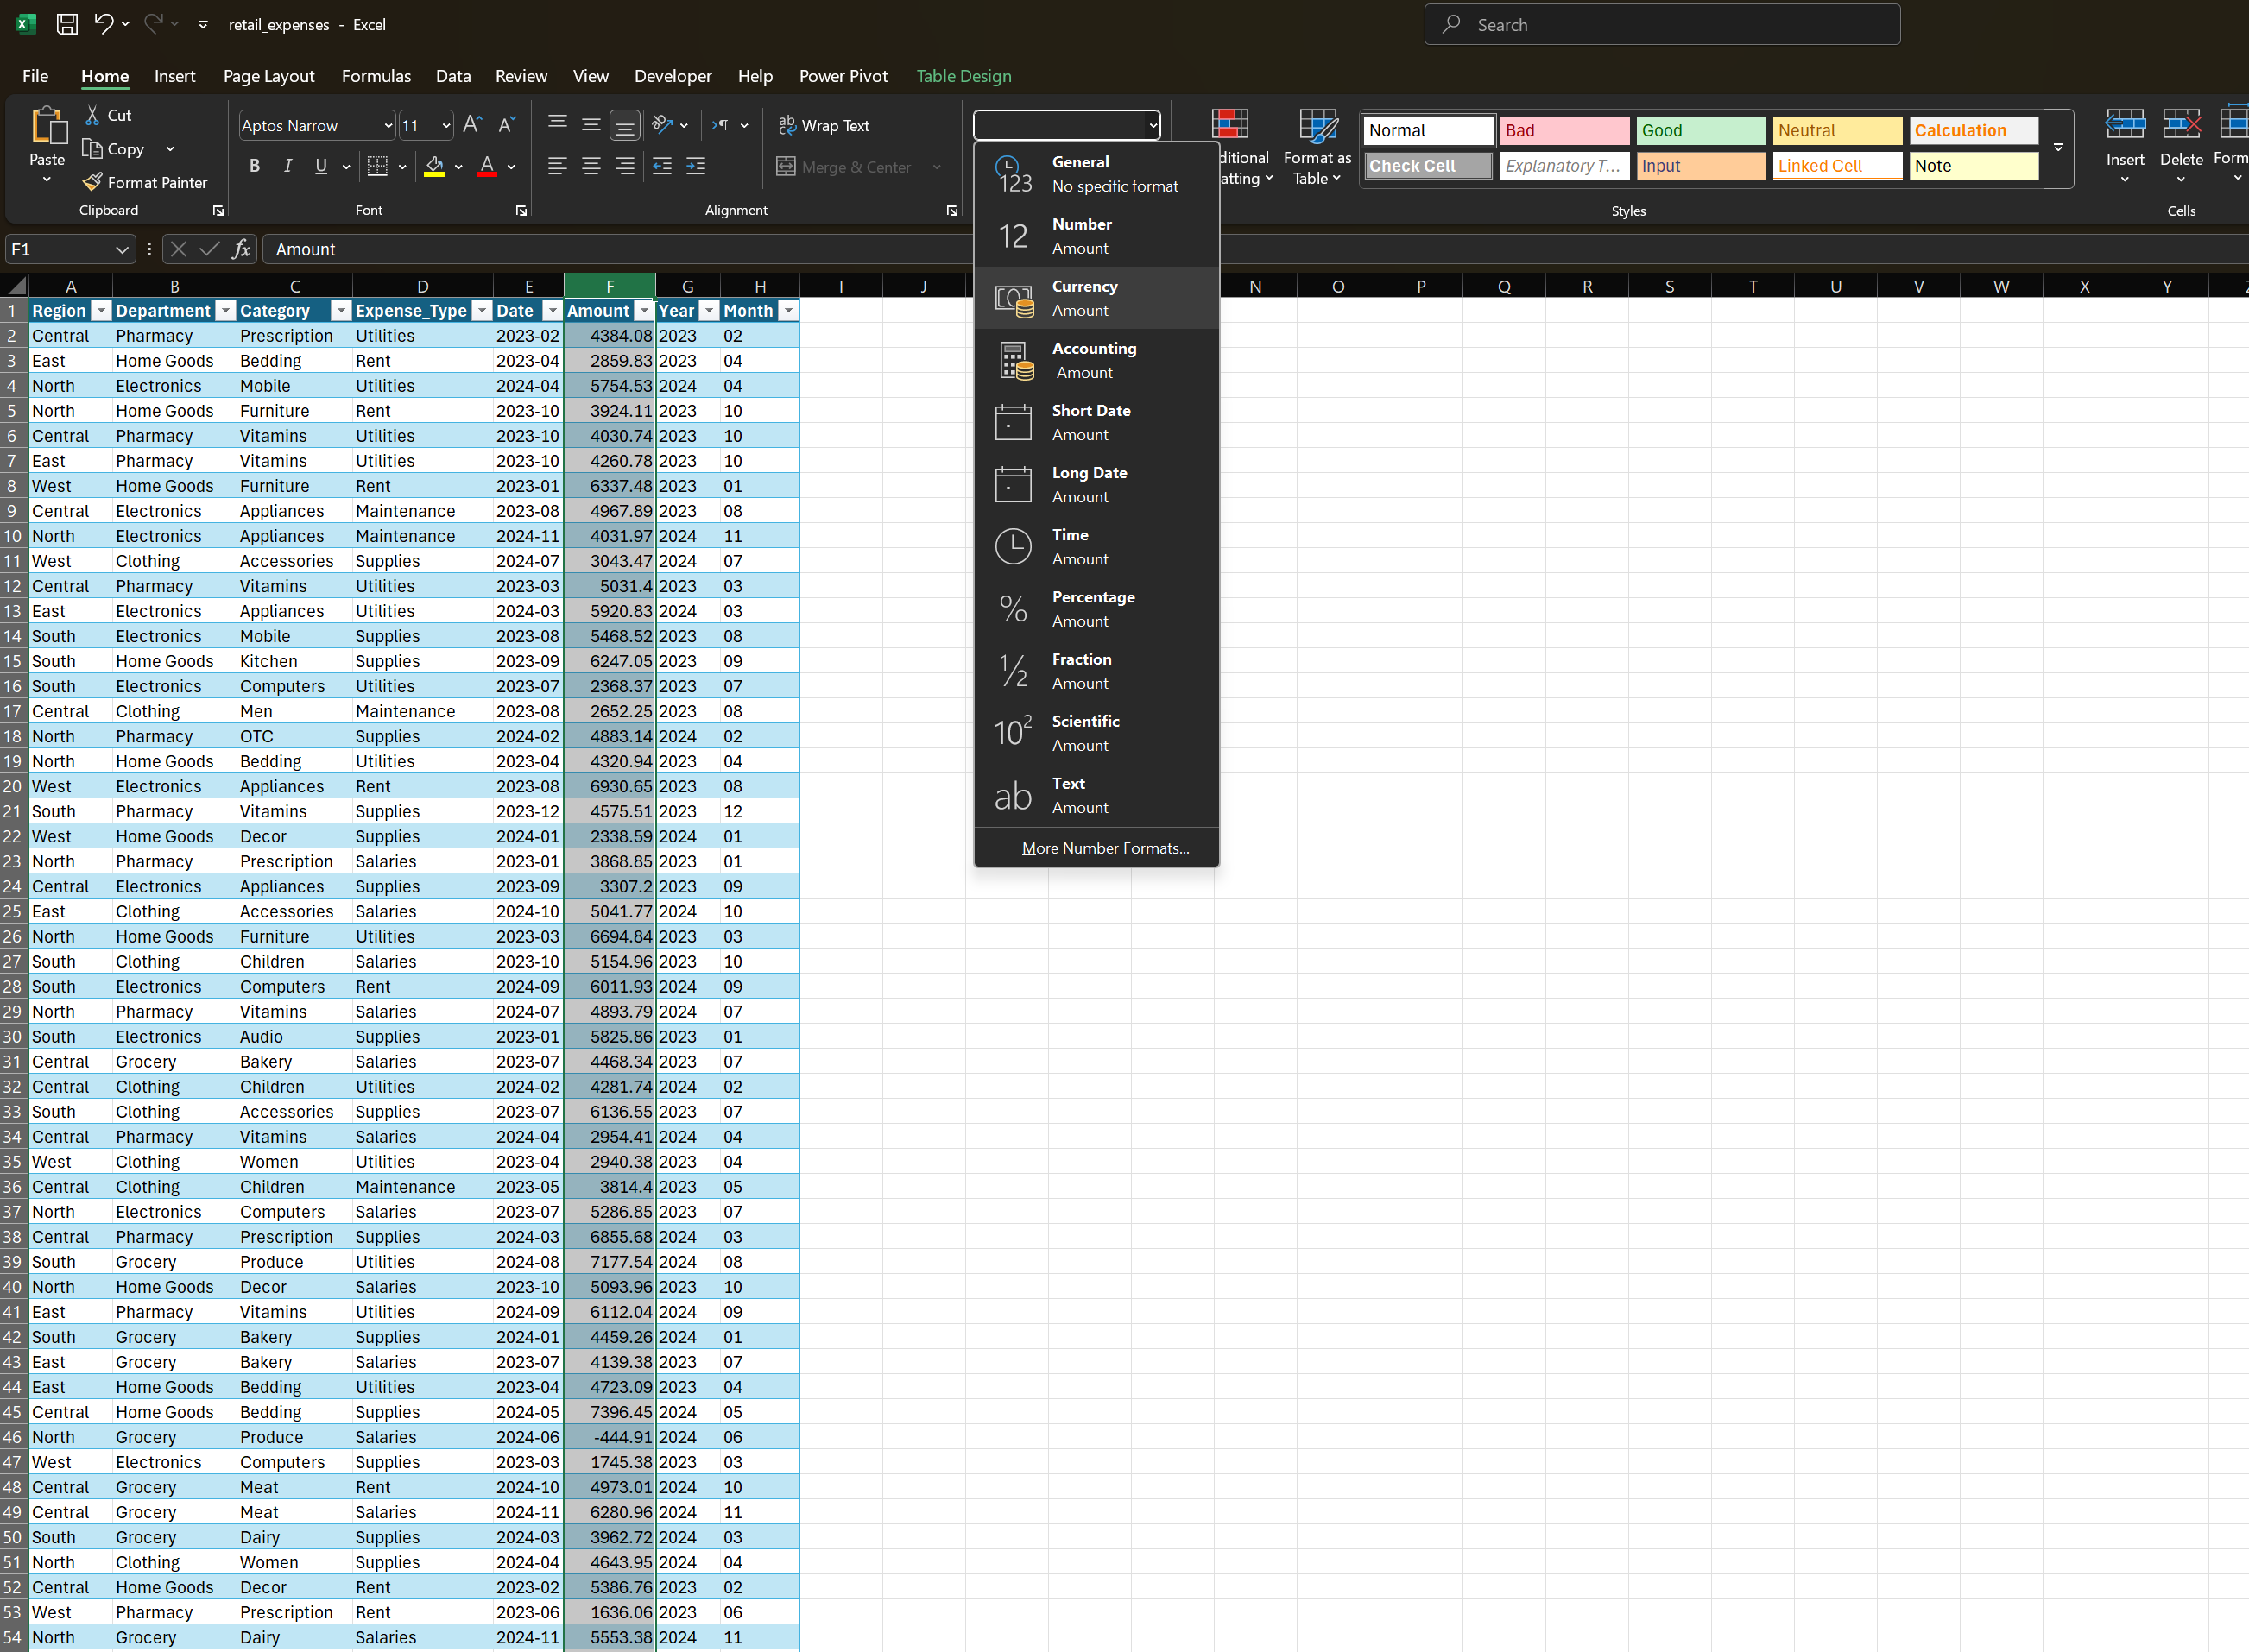 retail_expenses - Excel
Search
File Home Insert Page Layout Formulas Data Review View Developer Help Power Pivot Table Design
Paste
Cut
Copy
Format Painter
Clipboard
Aptos Narrow 11
B I U
Font
Wrap Text
Merge & Center
Alignment
ditional
atting
Format as
Table
Normal Bad Good Neutral Calculation
Check Cell Explanatory T... Input Linked Cell Note
Styles
Insert Delete Form
Cells
F1 fx Amount
General
No specific format
Number
Amount
Currency
Amount
Accounting
Amount
Short Date
Amount
Long Date
Amount
Time
Amount
Percentage
Amount
Fraction
Amount
Scientific
Amount
Text
Amount
More Number Formats...
A B C D E F G H I J N O P Q R S T U V W X Y
1 Region Department Category Expense_Type Date Amount Year Month
2 Central Pharmacy Prescription Utilities 2023-02 4384.08 2023 02
3 East Home Goods Bedding Rent 2023-04 2859.83 2023 04
4 North Electronics Mobile Utilities 2024-04 5754.53 2024 04
5 North Home Goods Furniture Rent 2023-10 3924.11 2023 10
6 Central Pharmacy Vitamins Utilities 2023-10 4030.74 2023 10
7 East Pharmacy Vitamins Utilities 2023-10 4260.78 2023 10
8 West Home Goods Furniture Rent 2023-01 6337.48 2023 01
9 Central Electronics Appliances Maintenance 2023-08 4967.89 2023 08
10 North Electronics Appliances Maintenance 2024-11 4031.97 2024 11
11 West Clothing Accessories Supplies 2024-07 3043.47 2024 07
12 Central Pharmacy Vitamins Utilities 2023-03 5031.4 2023 03
13 East Electronics Appliances Utilities 2024-03 5920.83 2024 03
14 South Electronics Mobile Supplies 2023-08 5468.52 2023 08
15 South Home Goods Kitchen Supplies 2023-09 6247.05 2023 09
16 South Electronics Computers Utilities 2023-07 2368.37 2023 07
17 Central Clothing Men Maintenance 2023-08 2652.25 2023 08
18 North Pharmacy OTC Supplies 2024-02 4883.14 2024 02
19 North Home Goods Bedding Utilities 2023-04 4320.94 2023 04
20 West Electronics Appliances Rent 2023-08 6930.65 2023 08
21 South Pharmacy Vitamins Supplies 2023-12 4575.51 2023 12
22 West Home Goods Decor Supplies 2024-01 2338.59 2024 01
23 North Pharmacy Prescription Salaries 2023-01 3868.85 2023 01
24 Central Electronics Appliances Supplies 2023-09 3307.2 2023 09
25 East Clothing Accessories Salaries 2024-10 5041.77 2024 10
26 North Home Goods Furniture Utilities 2023-03 6694.84 2023 03
27 South Clothing Children Salaries 2023-10 5154.96 2023 10
28 South Electronics Computers Rent 2024-09 6011.93 2024 09
29 North Pharmacy Vitamins Salaries 2024-07 4893.79 2024 07
30 South Electronics Audio Supplies 2023-01 5825.86 2023 01
31 Central Grocery Bakery Salaries 2023-07 4468.34 2023 07
32 Central Clothing Children Utilities 2024-02 4281.74 2024 02
33 South Clothing Accessories Supplies 2023-07 6136.55 2023 07
34 Central Pharmacy Vitamins Salaries 2024-04 2954.41 2024 04
35 West Clothing Women Utilities 2023-04 2940.38 2023 04
36 Central Clothing Children Maintenance 2023-05 3814.4 2023 05
37 North Electronics Computers Salaries 2023-07 5286.85 2023 07
38 Central Pharmacy Prescription Supplies 2024-03 6855.68 2024 03
39 South Grocery Produce Utilities 2024-08 7177.54 2024 08
40 North Home Goods Decor Salaries 2023-10 5093.96 2023 10
41 East Pharmacy Vitamins Utilities 2024-09 6112.04 2024 09
42 South Grocery Bakery Supplies 2024-01 4459.26 2024 01
43 East Grocery Bakery Salaries 2023-07 4139.38 2023 07
44 East Home Goods Bedding Utilities 2023-04 4723.09 2023 04
45 Central Home Goods Bedding Supplies 2024-05 7396.45 2024 05
46 North Grocery Produce Salaries 2024-06 -444.91 2024 06
47 West Electronics Computers Supplies 2023-03 1745.38 2023 03
48 Central Grocery Meat Rent 2024-10 4973.01 2024 10
49 Central Grocery Meat Salaries 2024-11 6280.96 2024 11
50 South Grocery Dairy Supplies 2024-03 3962.72 2024 03
51 North Clothing Women Supplies 2024-04 4643.95 2024 04
52 Central Home Goods Decor Rent 2023-02 5386.76 2023 02
53 West Pharmacy Prescription Rent 2023-06 1636.06 2023 06
54 North Grocery Dairy Salaries 2024-11 5553.38 2024 11